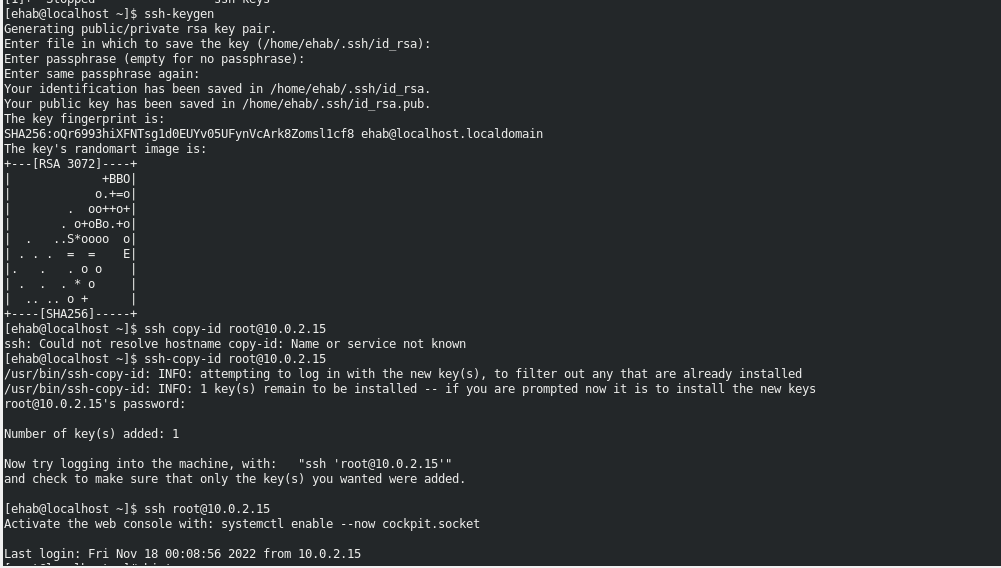 [ehab@localhost ~]$ ssh-keygen
Generating public/private rsa key pair.
Enter file in which to save the key (/home/ehab/.ssh/id_rsa):
Enter passphrase (empty for no passphrase):
Enter same passphrase again:
Your identification has been saved in /home/ehab/.ssh/id_rsa.
Your public key has been saved in /home/ehab/.ssh/id_rsa.pub.
The key fingerprint is:
SHA256:oQr6993hiXFNTsg1d0EUYv05UFynVcArk8Zomsl1cf8 ehab@localhost.localdomain
The key's randomart image is:
+---[RSA 3072]----+
|             +BBO|
|            o.+=o|
|        .  oo++o+|
|       . o+oBo.+o|
|  .   ..S*oooo  o|
| . . .  =  =    E|
|.   .   . o o    |
| .  .  . * o     |
|  .. .. o +      |
+----[SHA256]-----+
[ehab@localhost ~]$ ssh copy-id root@10.0.2.15
ssh: Could not resolve hostname copy-id: Name or service not known
[ehab@localhost ~]$ ssh-copy-id root@10.0.2.15
/usr/bin/ssh-copy-id: INFO: attempting to log in with the new key(s), to filter out any that are already installed
/usr/bin/ssh-copy-id: INFO: 1 key(s) remain to be installed -- if you are prompted now it is to install the new keys
root@10.0.2.15's password:
Number of key(s) added: 1
Now try logging into the machine, with:   "ssh 'root@10.0.2.15'"
and check to make sure that only the key(s) you wanted were added.
[ehab@localhost ~]$ ssh root@10.0.2.15
Activate the web console with: systemctl enable --now cockpit.socket
Last login: Fri Nov 18 00:08:56 2022 from 10.0.2.15